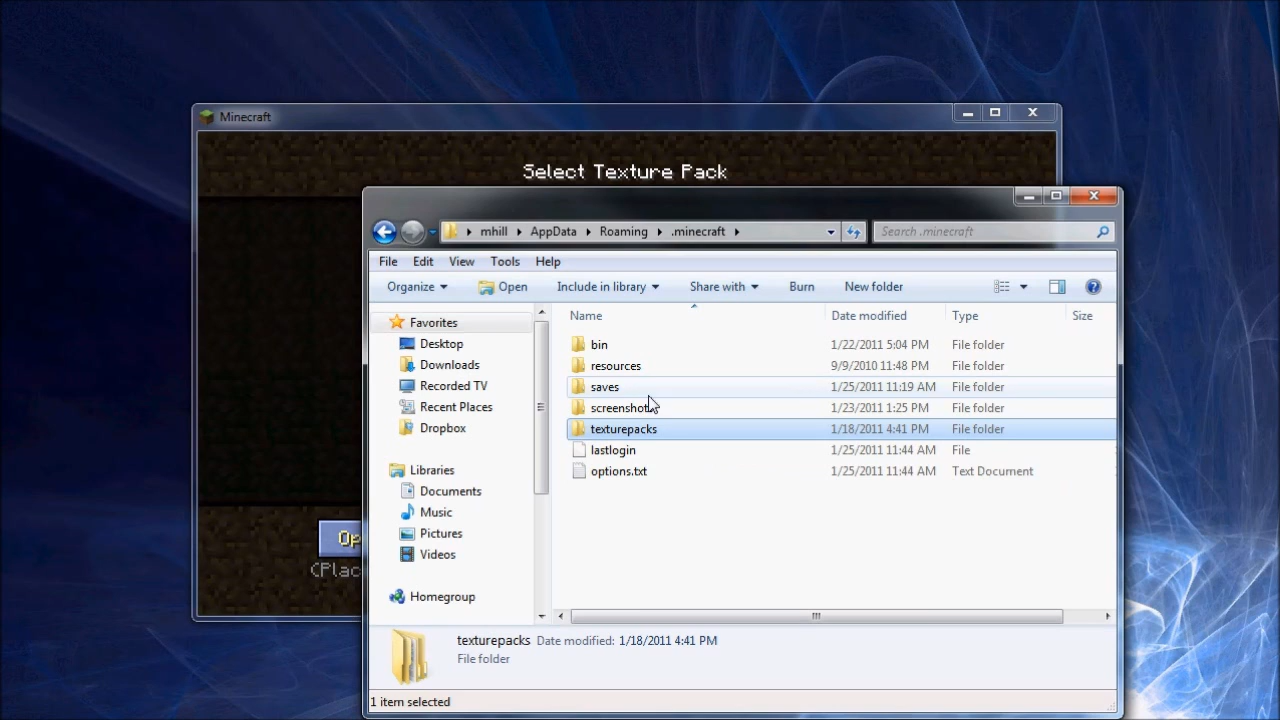 Minecraft
Select Texture Pack
mhill AppData Roaming .minecraft
Search .minecraft
File Edit View Tools Help
Organize Open Include in library Share with Burn New folder
Name Date modified Type Size
Favorites
Desktop
Downloads
Recorded TV
Recent Places
Dropbox
Libraries
Documents
Music
Pictures
Videos
Homegroup
bin 1/22/2011 5:04 PM File folder
resources 9/9/2010 11:48 PM File folder
saves 1/25/2011 11:19 AM File folder
screenshots 1/23/2011 1:25 PM File folder
texturepacks 1/18/2011 4:41 PM File folder
lastlogin 1/25/2011 11:44 AM File
options.txt 1/25/2011 11:44 AM Text Document
Op
(Plac
texturepacks Date modified: 1/18/2011 4:41 PM
File folder
1 item selected